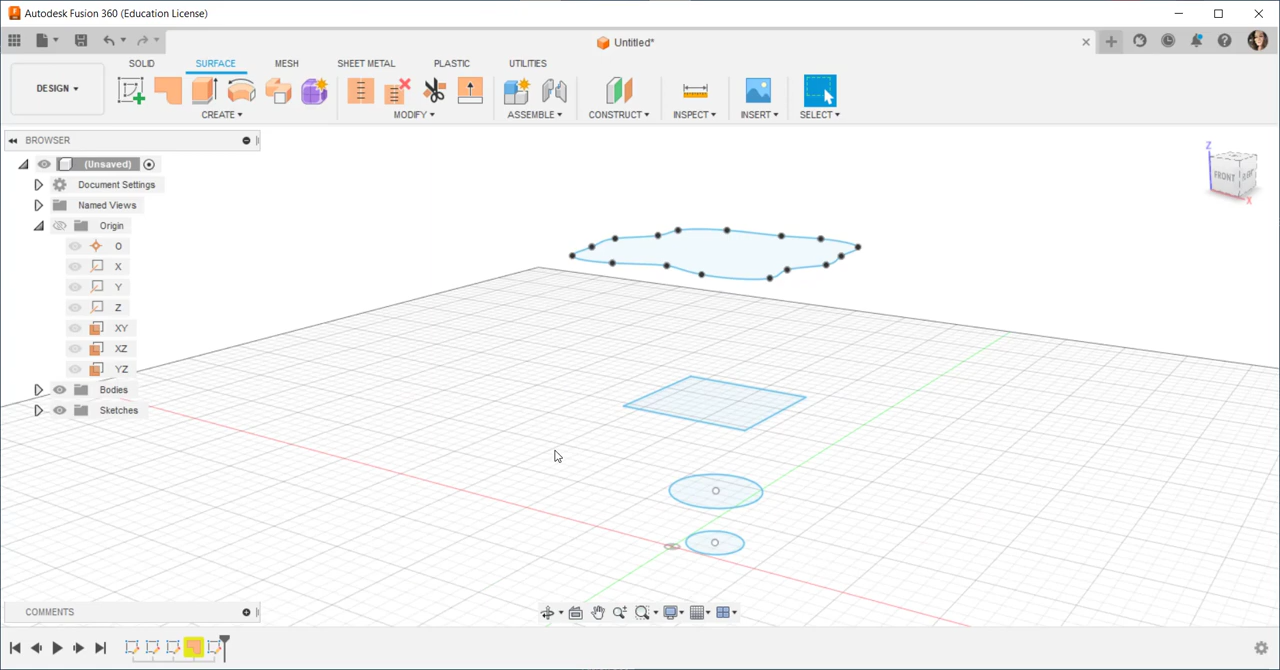 Autodesk Fusion 360 (Education License)
Untitled*
SOLID SURFACE MESH SHEET METAL PLASTIC UTILITIES
DESIGN ▾
CREATE ▾ MODIFY ▾ ASSEMBLE ▾ CONSTRUCT ▾ INSPECT ▾ INSERT ▾ SELECT ▾
BROWSER
(Unsaved)
Document Settings
Named Views
Origin
O
X
Y
Z
XY
XZ
YZ
Bodies
Sketches
Z
FRONT
X
COMMENTS